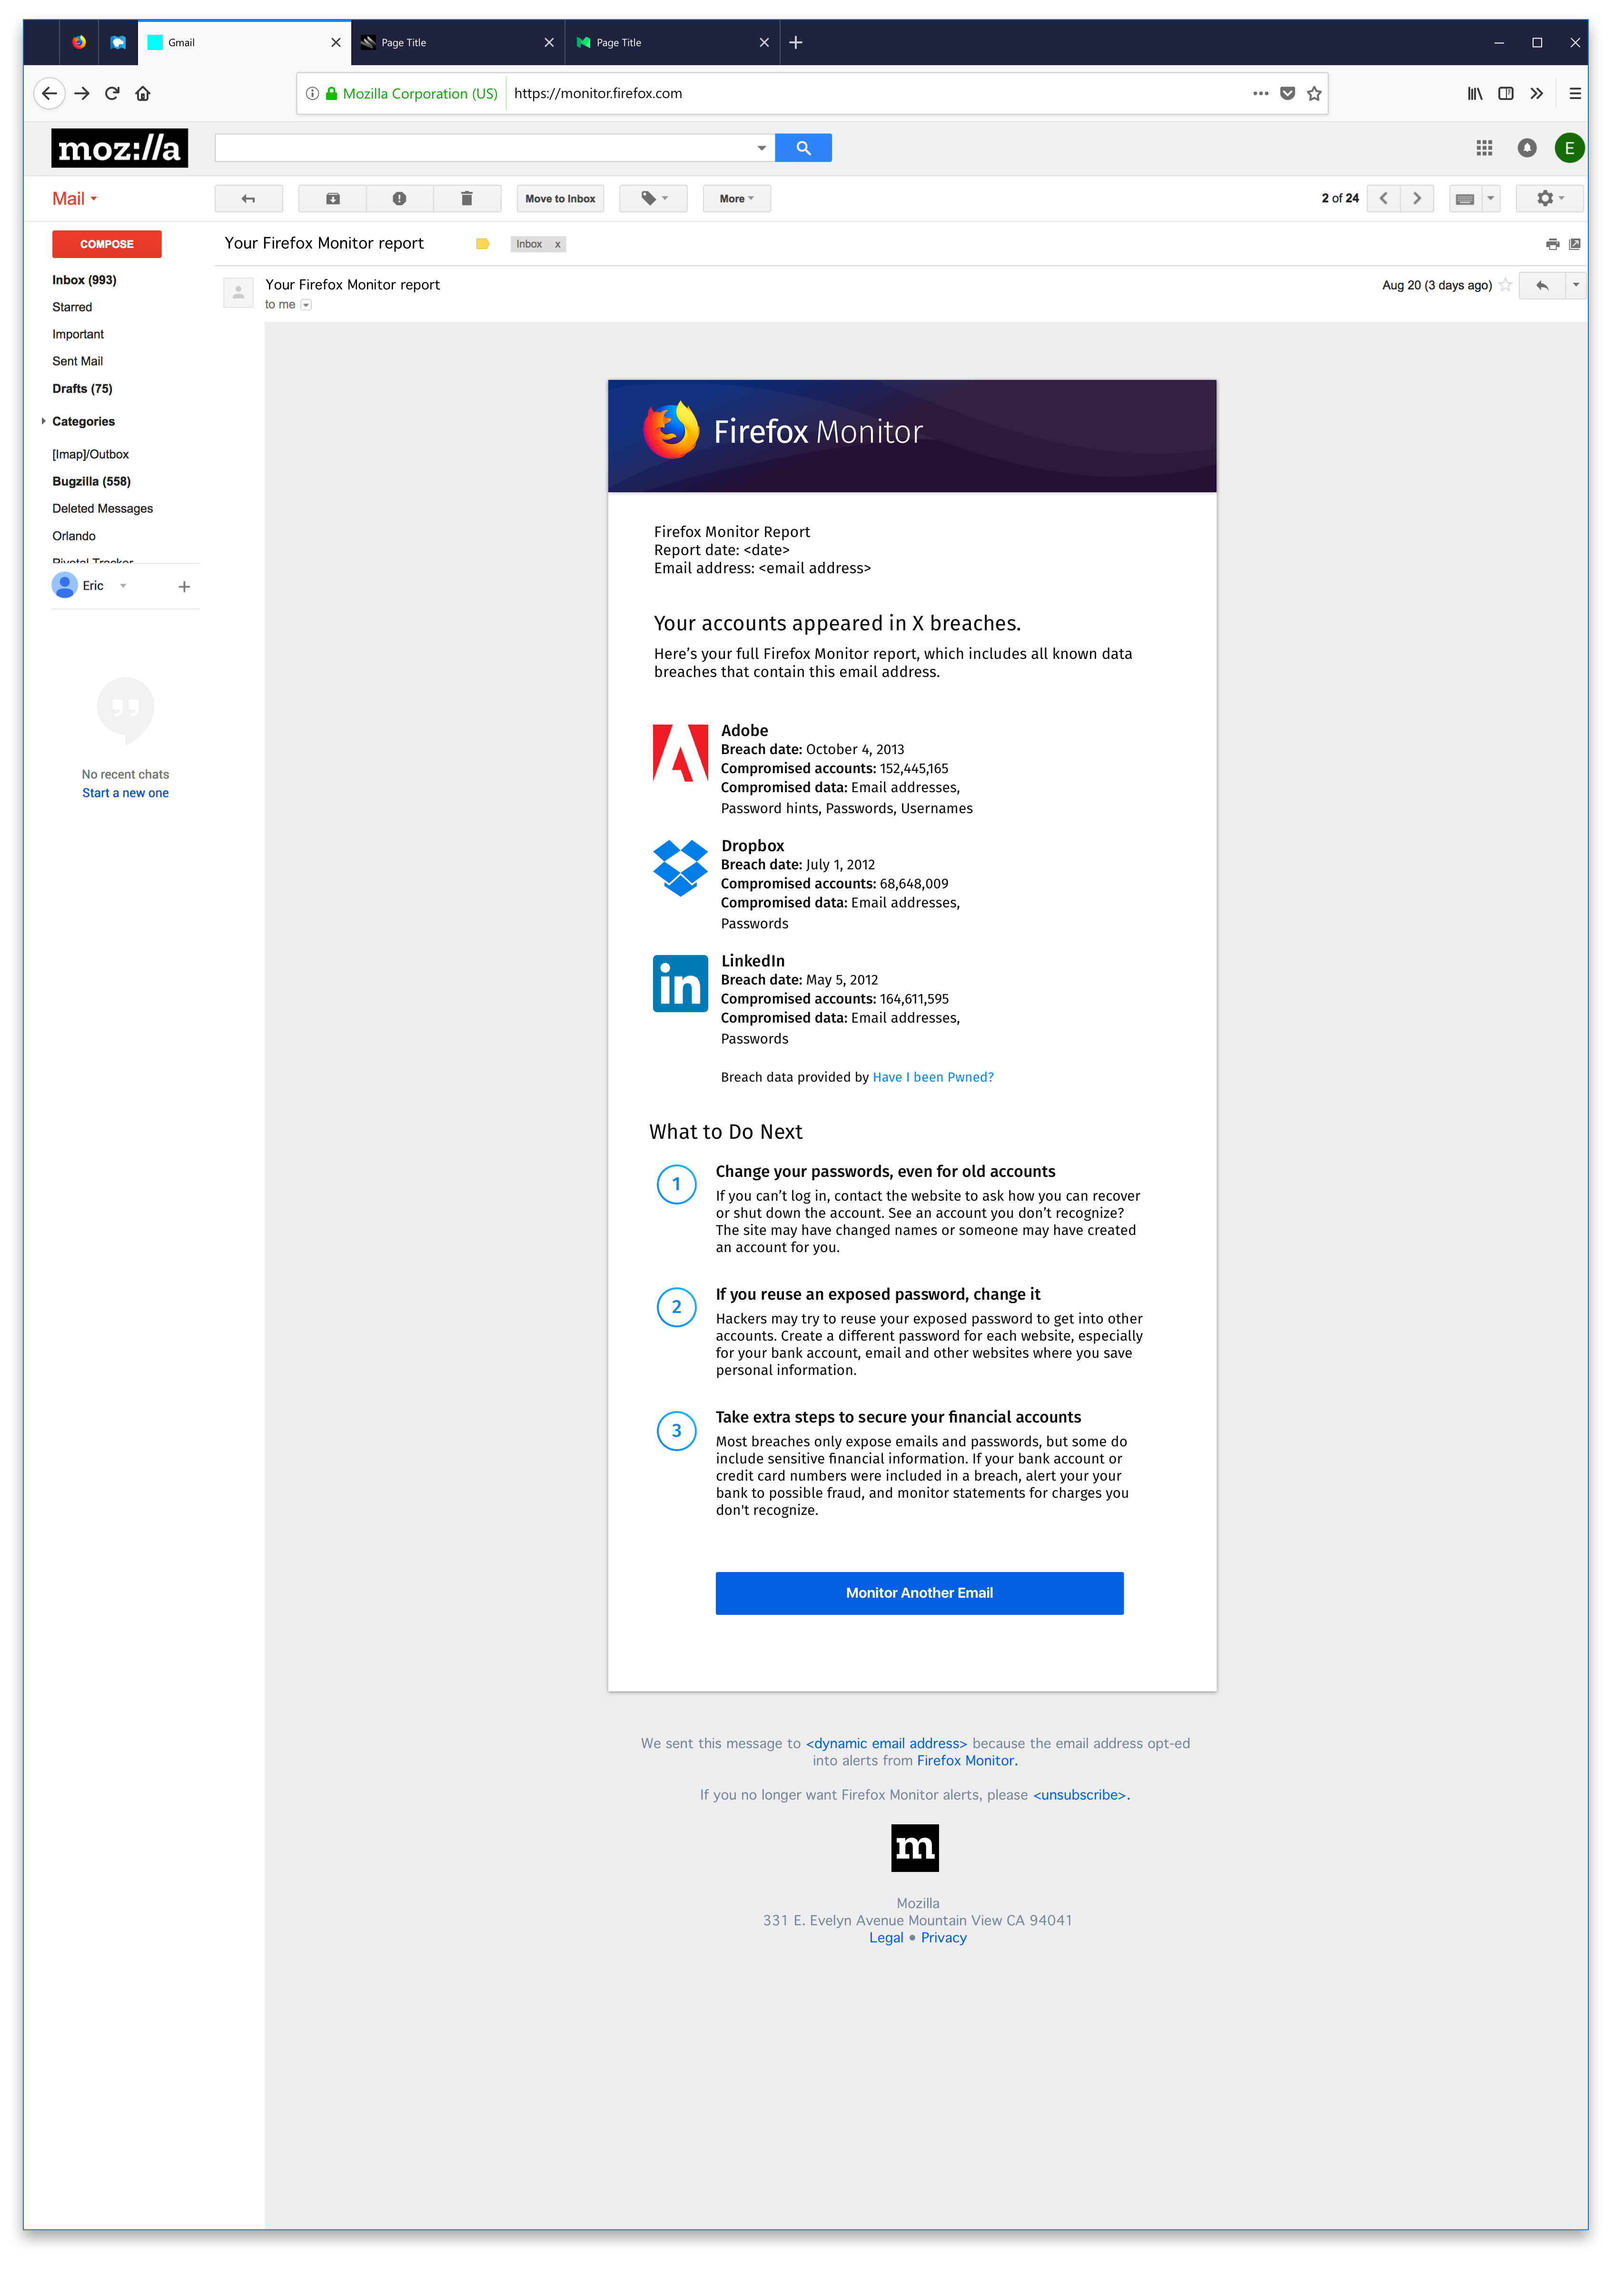 Gmail
Page Title
Page Title
Mozilla Corporation (US)
https://monitor.firefox.com
moz://a
E
Mail
Move to Inbox
More
2 of 24
COMPOSE
Your Firefox Monitor report
Inbox x
Inbox (993)
Starred
Important
Sent Mail
Drafts (75)
Categories
[Imap]/Outbox
Bugzilla (558)
Deleted Messages
Orlando
Pivotal Tracker
Eric
No recent chats
Start a new one
Your Firefox Monitor report
to me
Aug 20 (3 days ago)
Firefox Monitor
Firefox Monitor Report
Report date: <date>
Email address: <email address>
Your accounts appeared in X breaches.
Here’s your full Firefox Monitor report, which includes all known data
breaches that contain this email address.
Adobe
Breach date: October 4, 2013
Compromised accounts: 152,445,165
Compromised data: Email addresses,
Password hints, Passwords, Usernames
Dropbox
Breach date: July 1, 2012
Compromised accounts: 68,648,009
Compromised data: Email addresses,
Passwords
in
LinkedIn
Breach date: May 5, 2012
Compromised accounts: 164,611,595
Compromised data: Email addresses,
Passwords
Breach data provided by Have I been Pwned?
What to Do Next
1
Change your passwords, even for old accounts
If you can’t log in, contact the website to ask how you can recover
or shut down the account. See an account you don’t recognize?
The site may have changed names or someone may have created
an account for you.
2
If you reuse an exposed password, change it
Hackers may try to reuse your exposed password to get into other
accounts. Create a different password for each website, especially
for your bank account, email and other websites where you save
personal information.
3
Take extra steps to secure your financial accounts
Most breaches only expose emails and passwords, but some do
include sensitive financial information. If your bank account or
credit card numbers were included in a breach, alert your your
bank to possible fraud, and monitor statements for charges you
don't recognize.
Monitor Another Email
We sent this message to <dynamic email address> because the email address opt-ed
into alerts from Firefox Monitor.
If you no longer want Firefox Monitor alerts, please <unsubscribe>.
m
Mozilla
331 E. Evelyn Avenue Mountain View CA 94041
Legal • Privacy